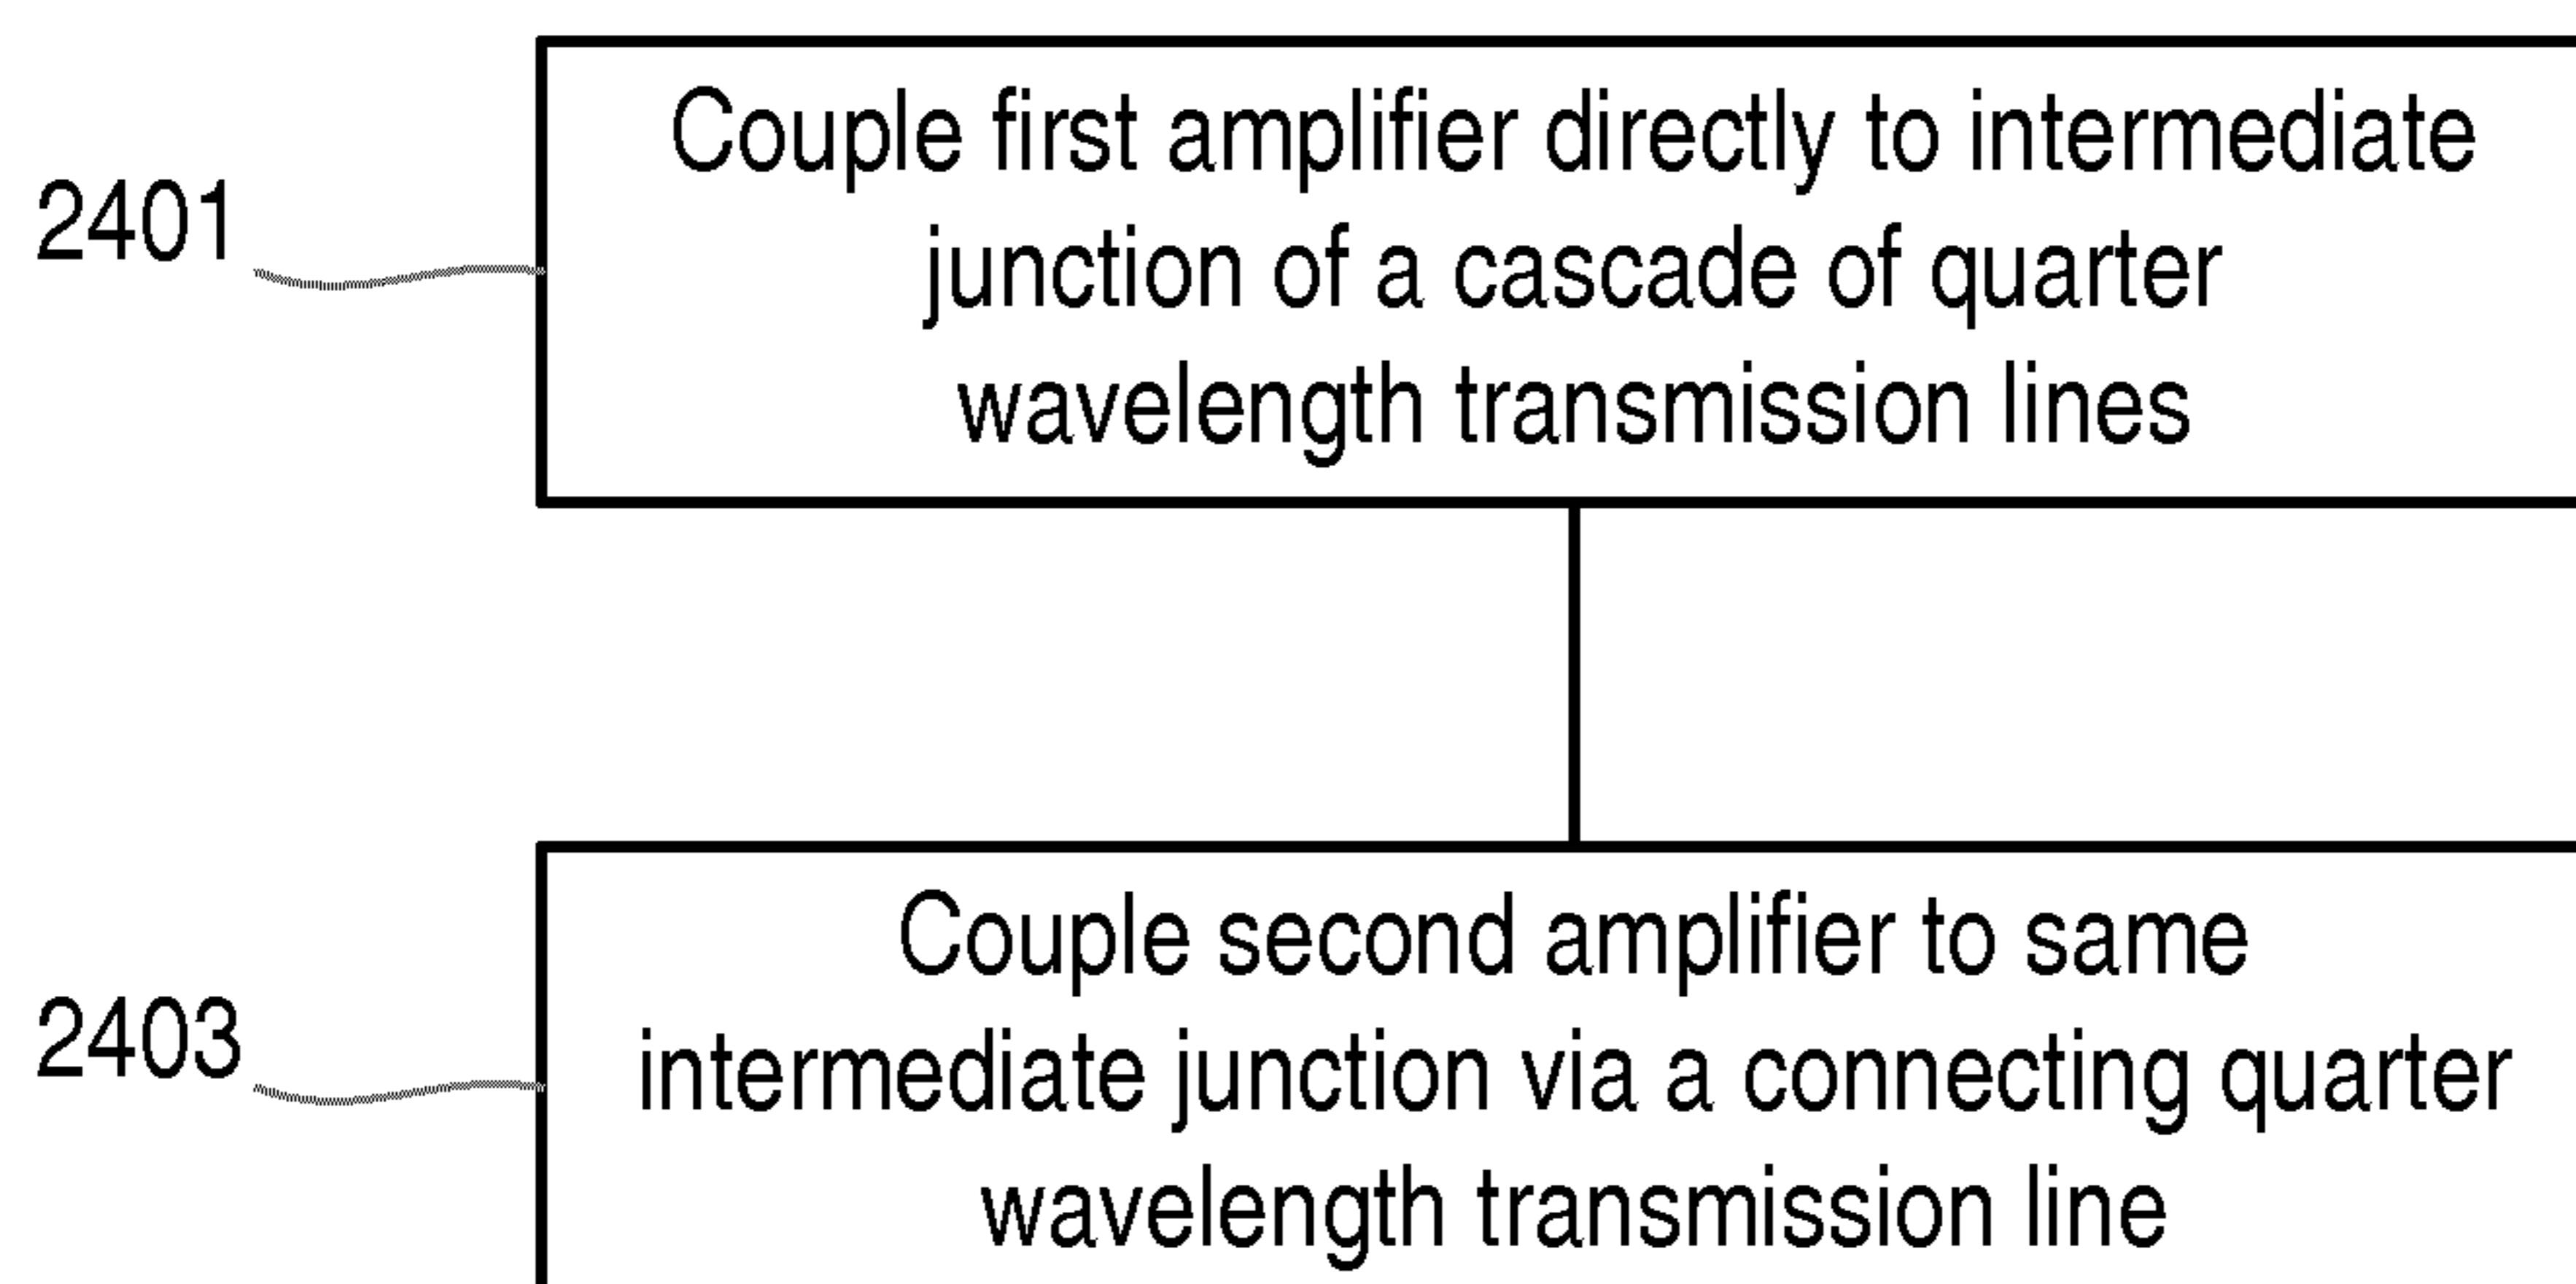 Couple first amplifier directly to intermediate
2401
junction of a cascade of quarter
wavelength transmission lines
Couple second amplifier to same
2403
intermediate junction via a connecting quarter
wavelength transmission line